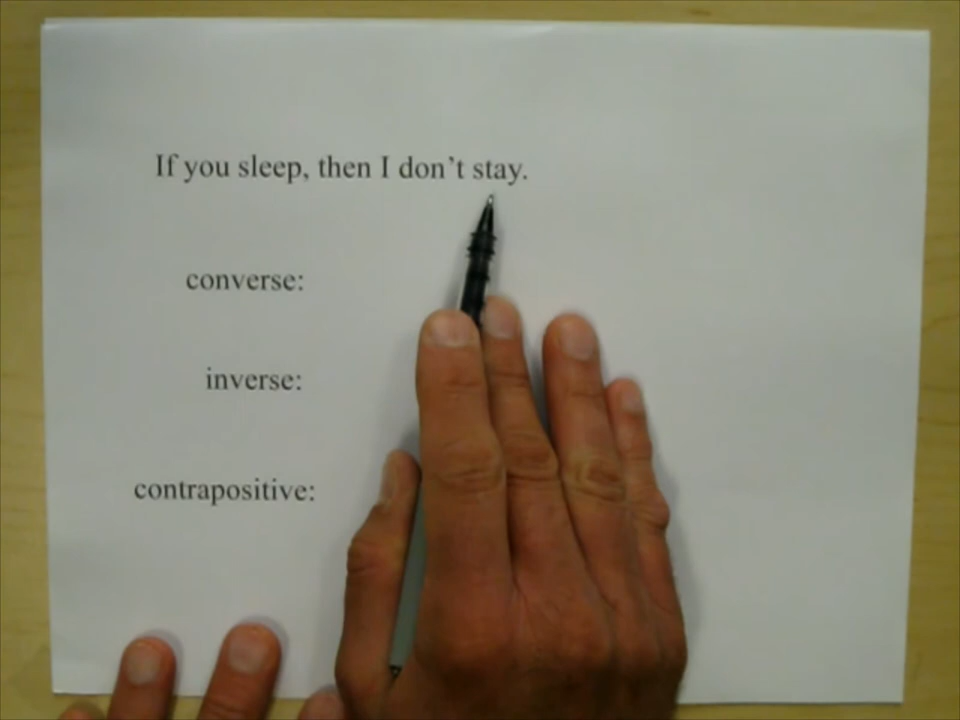 If you sleep, then I don’t stay.
converse:
inverse:
contrapositive: